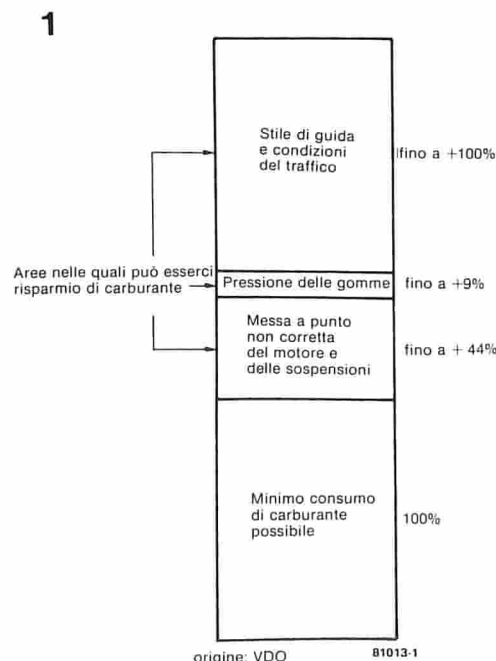 1
Stile di guida
e condizioni
del traffico
fino a +100%
Aree nelle quali può esserci
risparmio di carburante
Pressione delle gomme
fino a +9%
Messa a punto
non corretta
del motore e
delle sospensioni
fino a + 44%
Minimo consumo
di carburante
possibile
100%
origine: VDO
81013-1